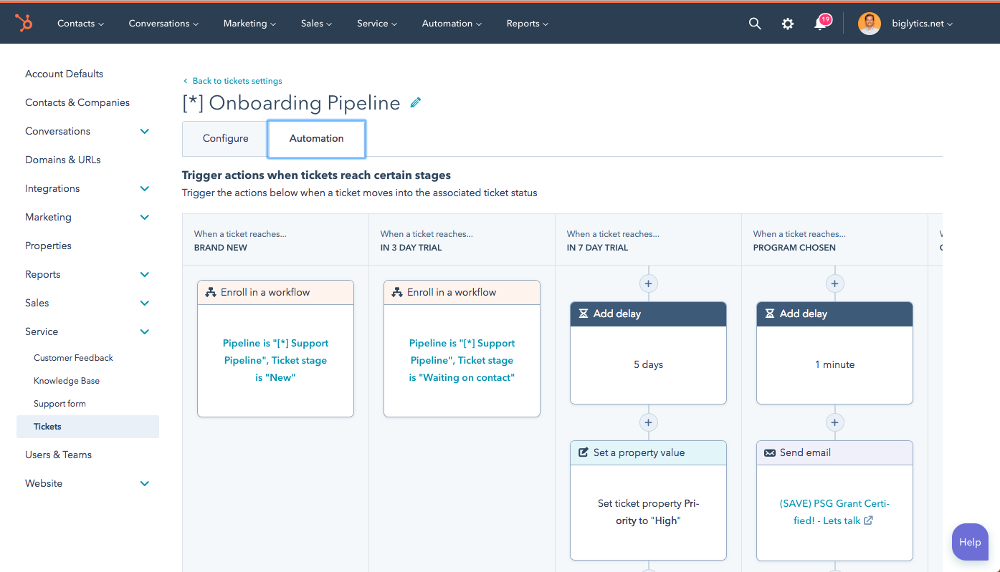 Contacts
Conversations
Marketing
Sales
Service
Automation
Reports
19
biglytics.net
Account Defaults
Contacts & Companies
Conversations
Domains & URLs
Integrations
Marketing
Properties
Reports
Sales
Service
Customer Feedback
Knowledge Base
Support form
Tickets
Users & Teams
Website
Back to tickets settings
[*] Onboarding Pipeline
Configure
Automation
Trigger actions when tickets reach certain stages
Trigger the actions below when a ticket moves into the associated ticket status
When a ticket reaches...
BRAND NEW
Enroll in a workflow
Pipeline is "[*] Support
Pipeline", Ticket stage
is "New"
When a ticket reaches...
IN 3 DAY TRIAL
Enroll in a workflow
Pipeline is "[*] Support
Pipeline", Ticket stage
is "Waiting on contact"
When a ticket reaches...
IN 7 DAY TRIAL
Add delay
5 days
Set a property value
Set ticket property Pri-
ority to "High"
When a ticket reaches...
PROGRAM CHOSEN
Add delay
1 minute
Send email
(SAVE) PSG Grant Certi-
fied! - Lets talk
Help